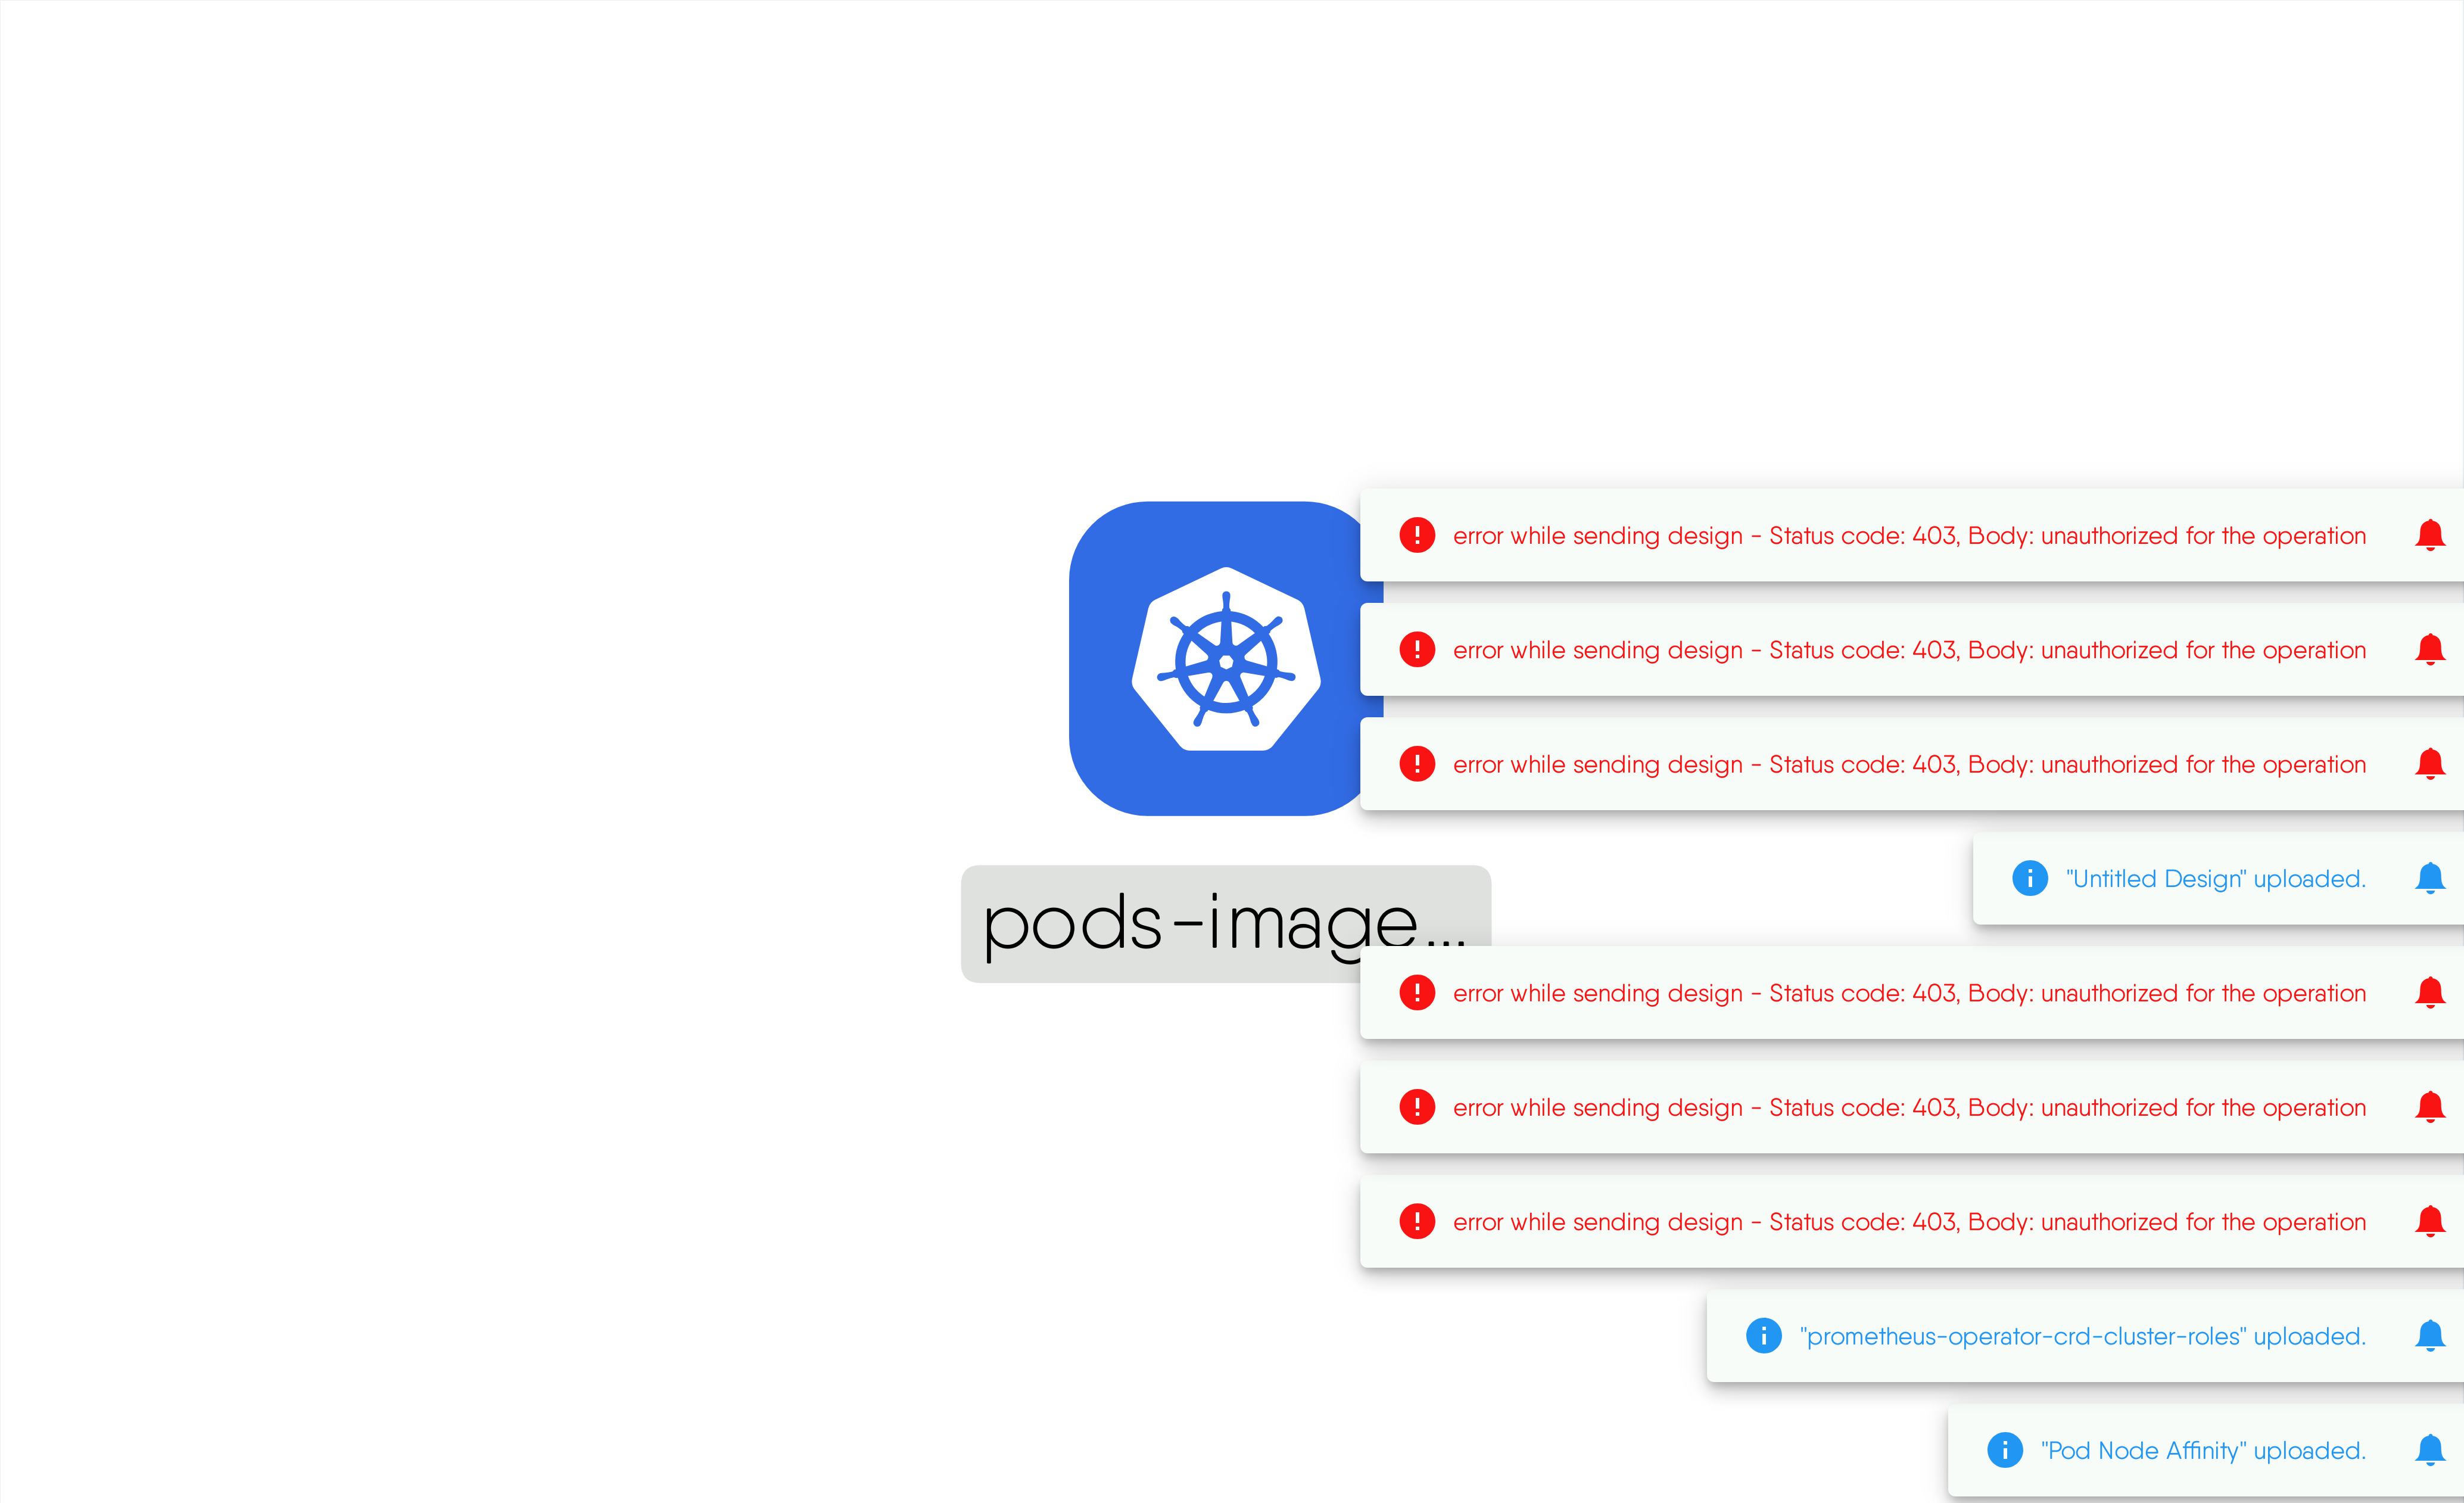 error while sending design - Status code: 403, Body: unauthorized for the operation
error while sending design - Status code: 403, Body: unauthorized for the operation
error while sending design - Status code: 403, Body: unauthorized for the operation
"Untitled Design" uploaded.
pods-image...
error while sending design - Status code: 403, Body: unauthorized for the operation
error while sending design - Status code: 403, Body: unauthorized for the operation
error while sending design - Status code: 403, Body: unauthorized for the operation
"prometheus-operator-crd-cluster-roles" uploaded.
"Pod Node Affinity" uploaded.